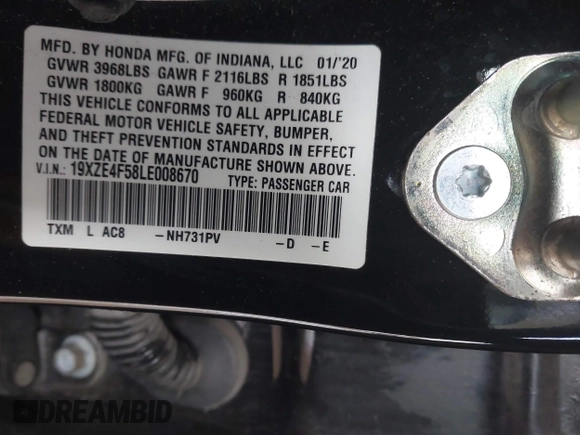 MFD. BY HONDA MFG. OF INDIANA, LLC 01/'20
GVWR 3968LBS GAWR F 2116LBS R 1851LBS
GVWR 1800KG GAWR F 960KG R 840KG
THIS VEHICLE CONFORMS TO ALL APPLICABLE
FEDERAL MOTOR VEHICLE SAFETY, BUMPER,
AND THEFT PREVENTION STANDARDS IN EFFECT
ON THE DATE OF MANUFACTURE SHOWN ABOVE.
V.I.N.: 19XZE4F58LE008670 TYPE: PASSENGER CAR
TXM L AC8 -NH731PV -D -E
DREAMBID